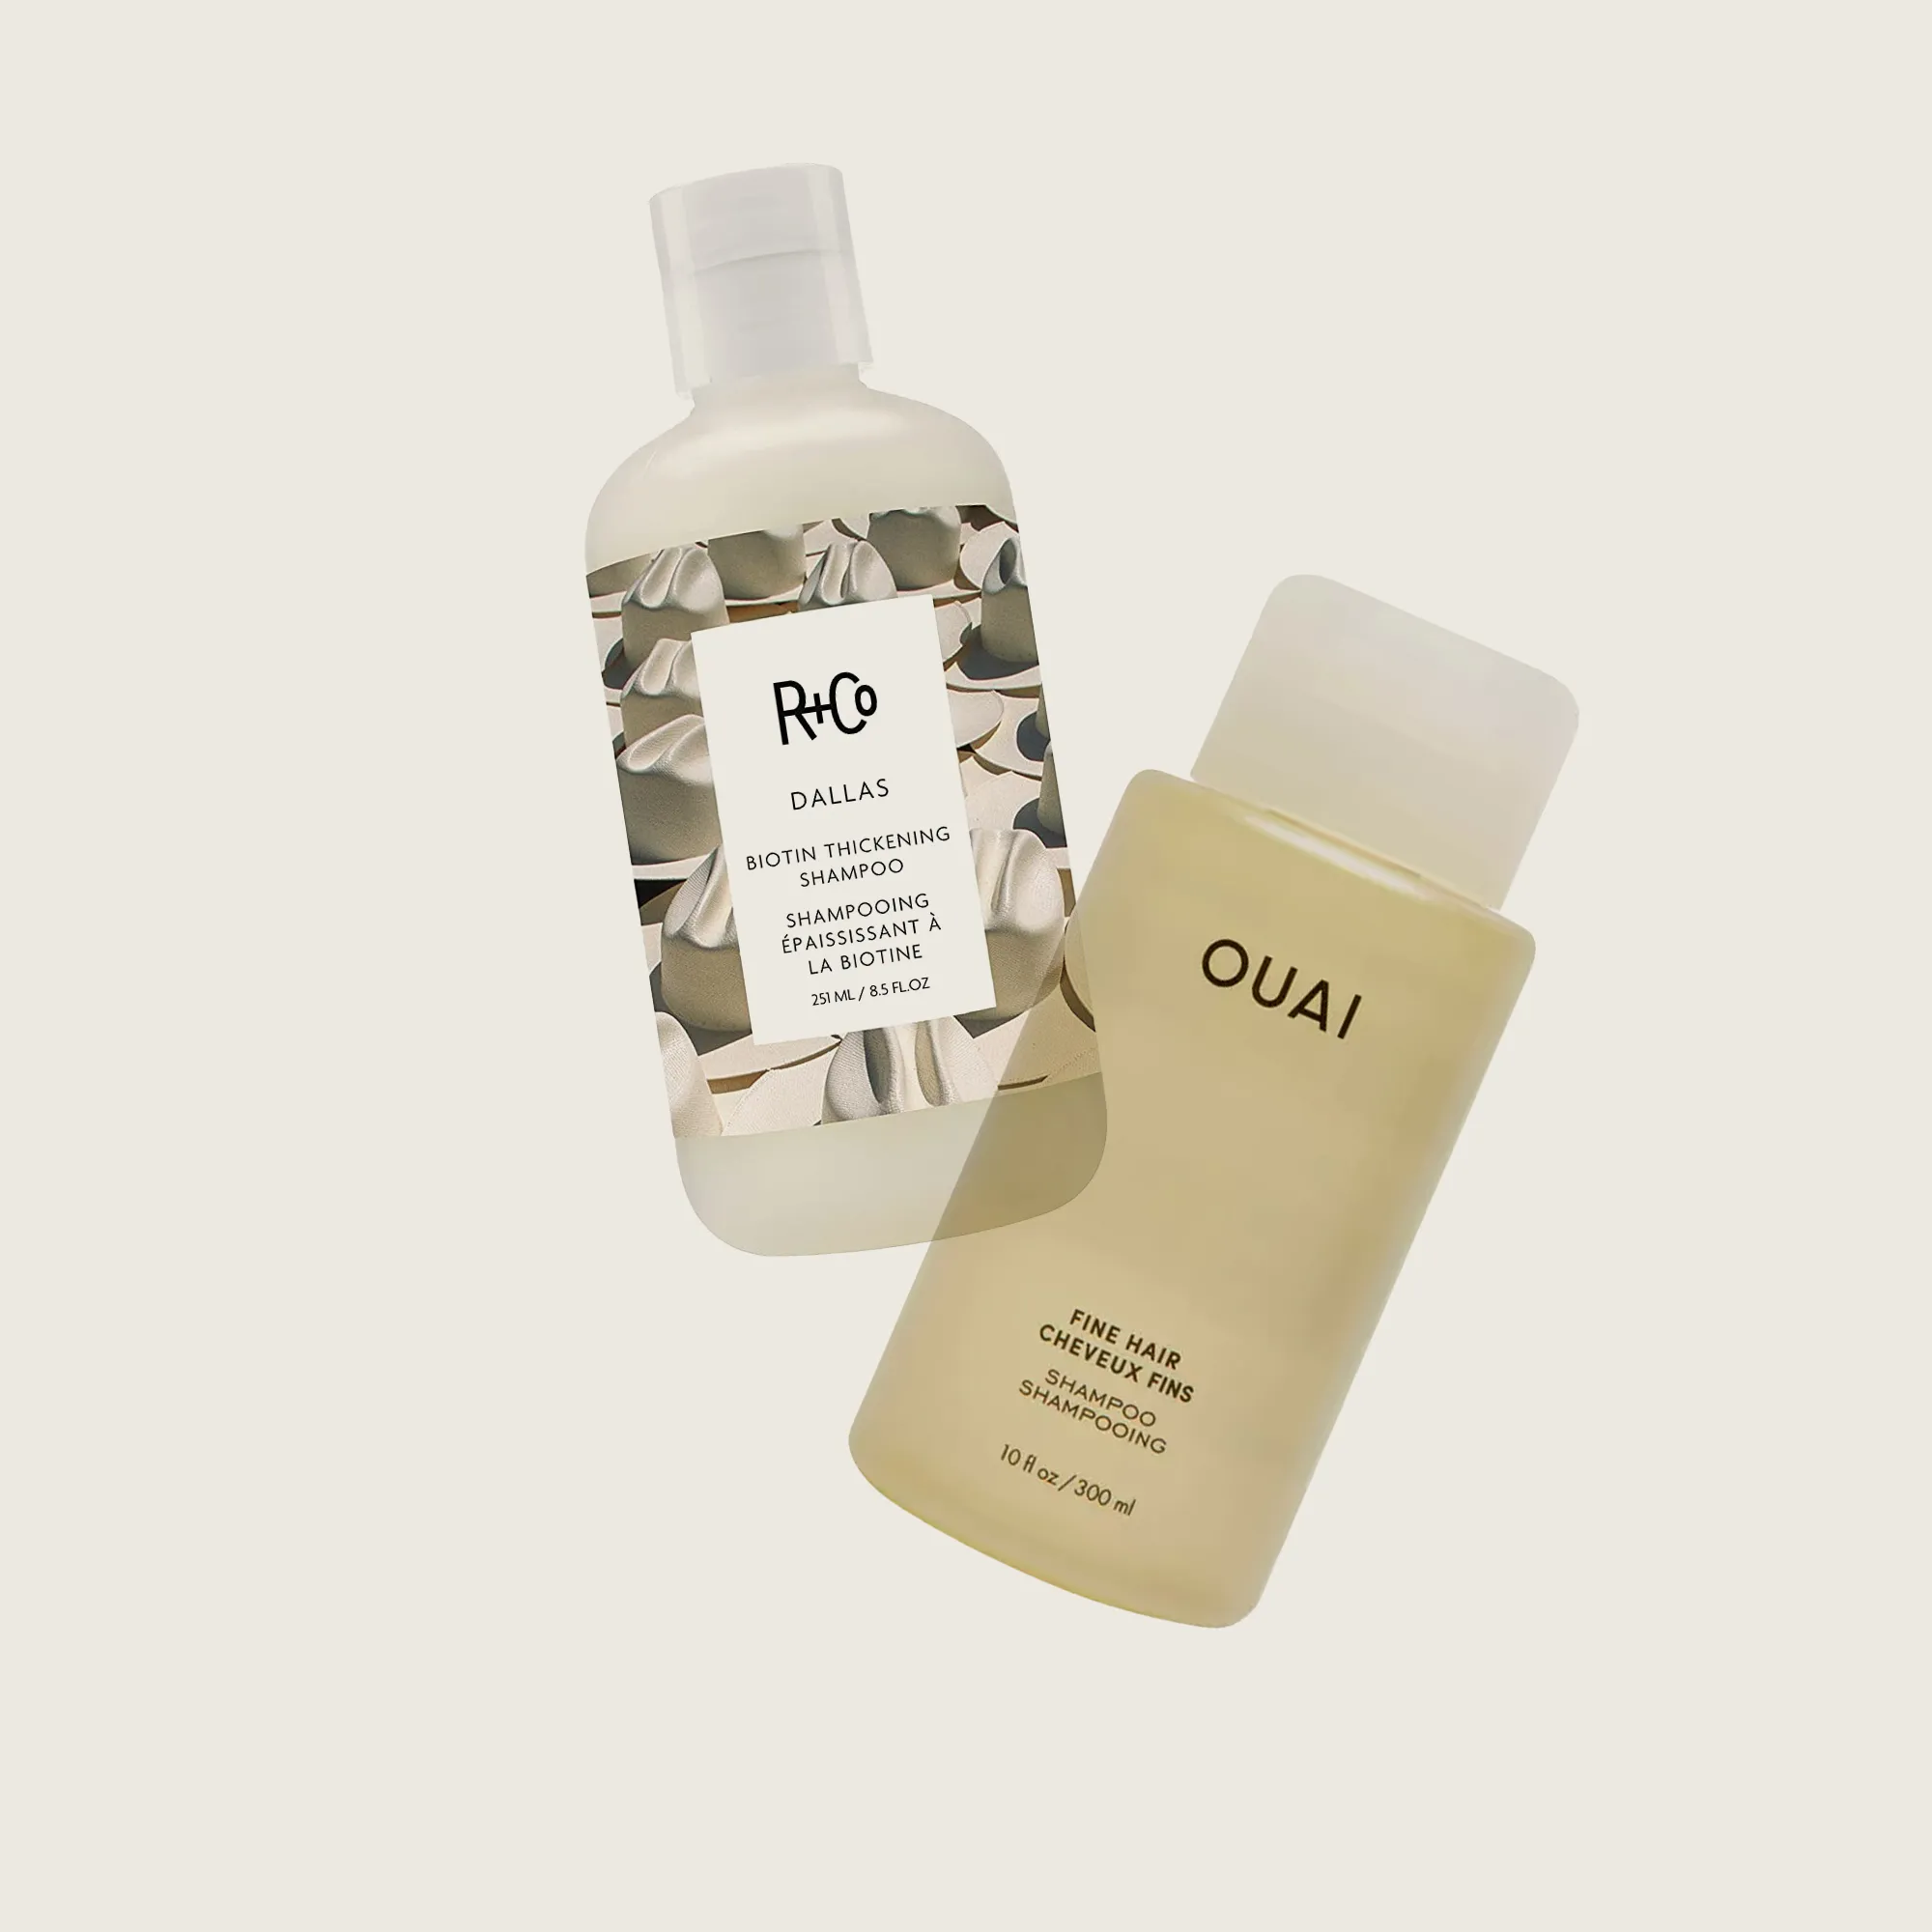 R+Co
DALLAS
BIOTIN THICKENING
SHAMPOO
SHAMPOOING
ÉPAISSISSANT À
LA BIOTINE
251 ML / 8.5 FL.OZ
OUAI
FINE HAIR
CHEVEUX FINS
SHAMPOO
SHAMPOOING
10 fl oz / 300 ml